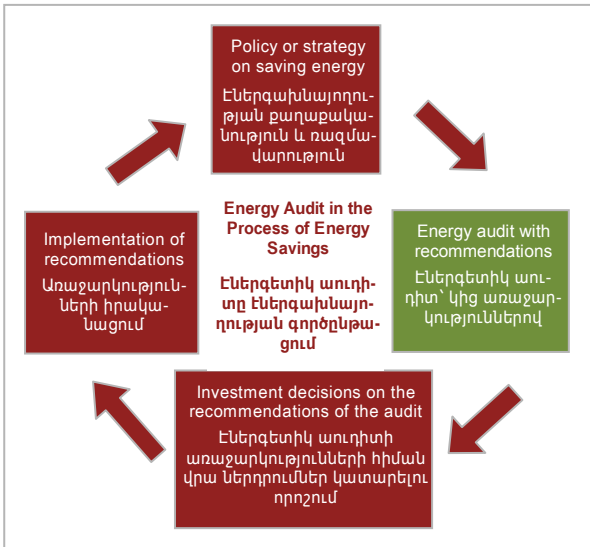 Policy or strategy
on saving energy
Էներգախնայողու-
թյան քաղաքակա-
նություն և ռազմա-
վարություն
Energy Audit in the
Process of Energy
Savings
Էներգետիկ աուդի-
տը էներգախնայո-
ղության գործընթա-
ցում
Energy audit with
recommendations
Էներգետիկ աու-
դիտ՝ կից առաջար-
կություններով
Investment decisions on the
recommendations of the audit
Էներգետիկ աուդիտի
առաջարկությունների հիման
վրա ներդրումներ կատարելու
որոշում
Implementation of
recommendations
Առաջարկություն-
ների իրակա-
նացում